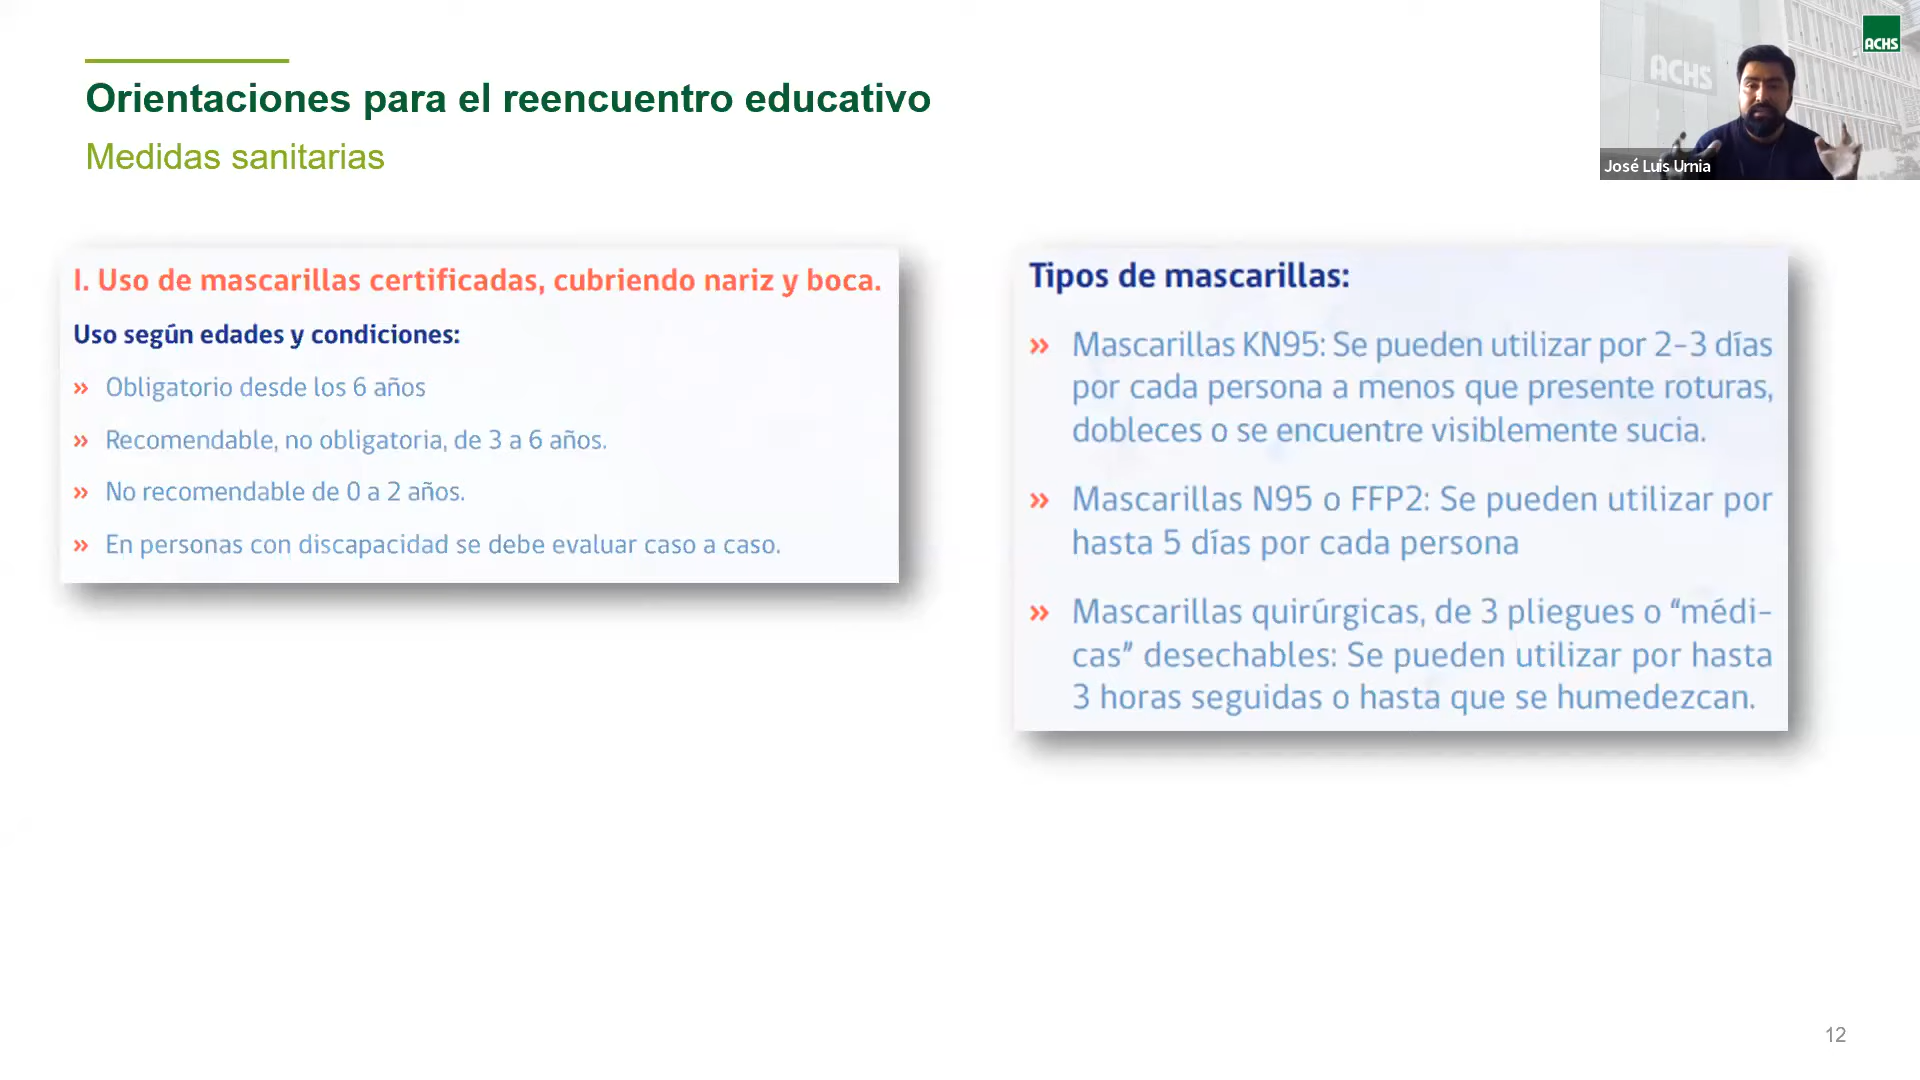 Orientaciones para el reencuentro educativo
Medidas sanitarias
ACHS
ACHS
José Luis Urnia
I. Uso de mascarillas certificadas, cubriendo nariz y boca.
Uso según edades y condiciones:
» Obligatorio desde los 6 años
» Recomendable, no obligatoria, de 3 a 6 años.
» No recomendable de 0 a 2 años.
» En personas con discapacidad se debe evaluar caso a caso.
Tipos de mascarillas:
» Mascarillas KN95: Se pueden utilizar por 2-3 días
por cada persona a menos que presente roturas,
dobleces o se encuentre visiblemente sucia.
» Mascarillas N95 o FFP2: Se pueden utilizar por
hasta 5 días por cada persona
» Mascarillas quirúrgicas, de 3 pliegues o “médi-
cas” desechables: Se pueden utilizar por hasta
3 horas seguidas o hasta que se humedezcan.
12